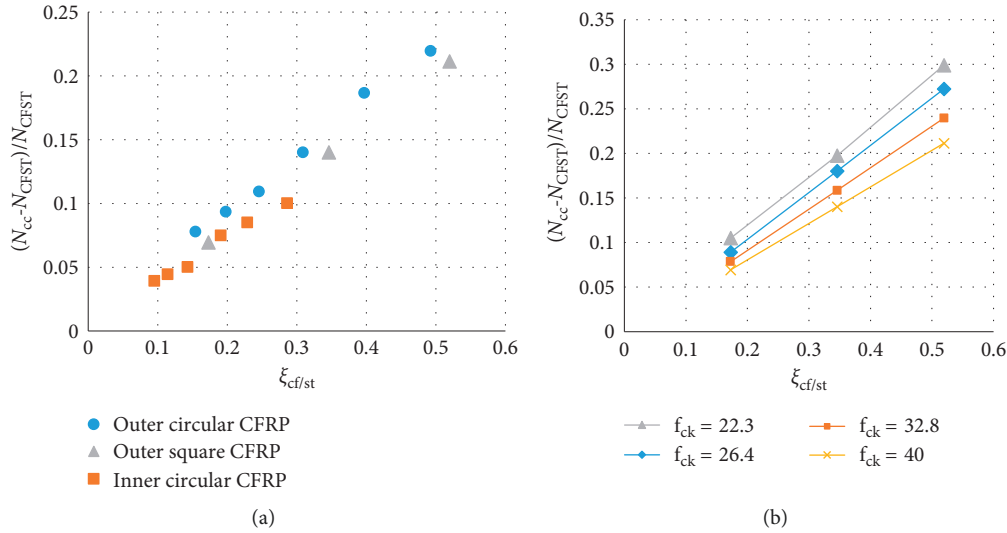 (N_cc-N_CFST)/N_CFST
0.25
0.2
0.15
0.1
0.05
0
0 0.1 0.2 0.3 0.4 0.5 0.6
ξ_cf/st
Outer circular CFRP
Outer square CFRP
Inner circular CFRP
(a)
(N_cc-N_CFST)/N_CFST
0.35
0.3
0.25
0.2
0.15
0.1
0.05
0
0 0.1 0.2 0.3 0.4 0.5 0.6
ξ_cf/st
f_ck = 22.3 f_ck = 32.8
f_ck = 26.4 f_ck = 40
(b)